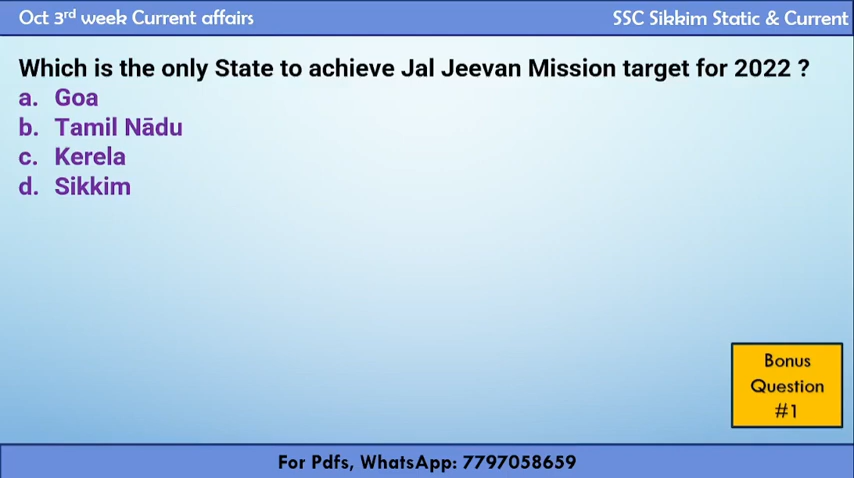 Oct 3rd week Current affairs
SSC Sikkim Static & Current
Which is the only State to achieve Jal Jeevan Mission target for 2022 ?
a. Goa
b. Tamil Nādu
c. Kerela
d. Sikkim
Bonus
Question
#1
For Pdfs, WhatsApp: 7797058659